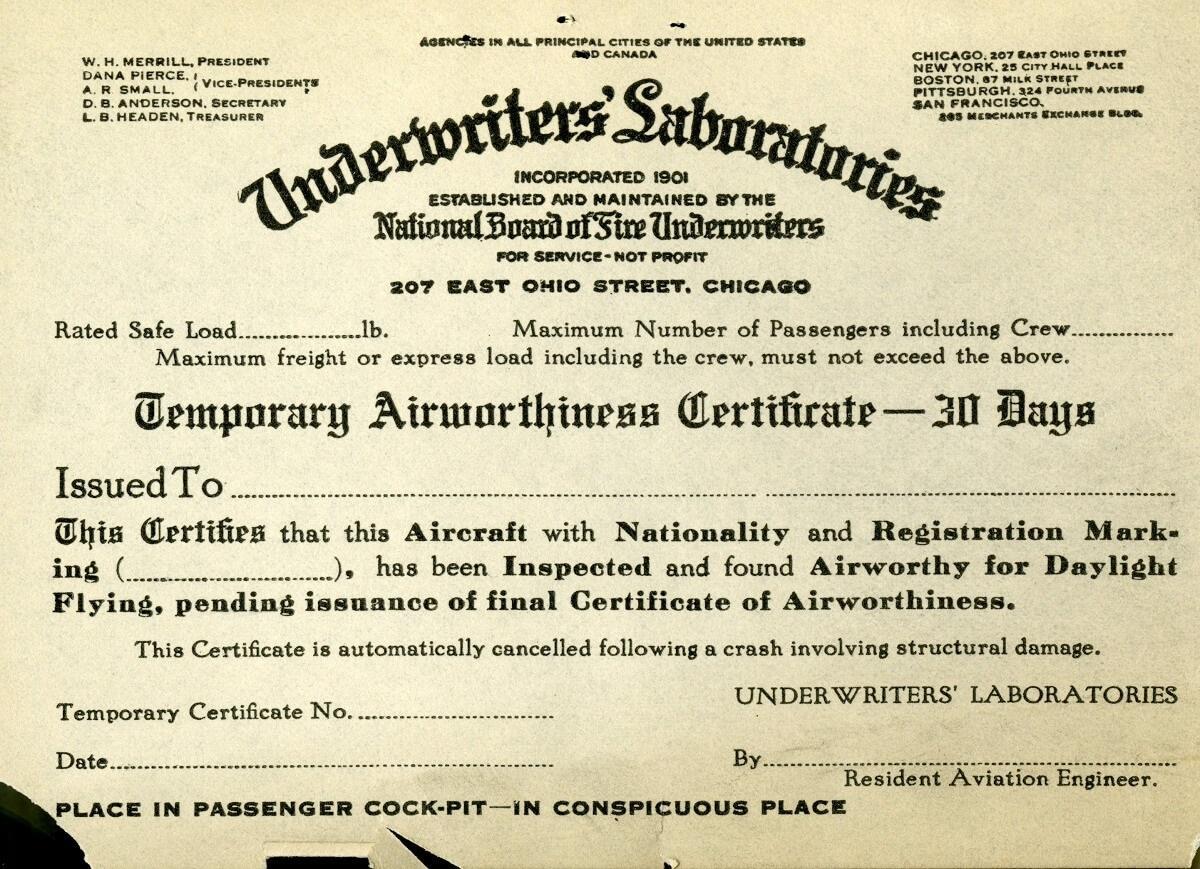 AGENCIES IN ALL PRINCIPAL CITIES OF THE UNITED STATES
AND CANADA
W. H. MERRILL, PRESIDENT
DANA PIERCE,
A. R. SMALL, VICE-PRESIDENTS
D. B. ANDERSON, SECRETARY
L. B. HEADEN, TREASURER
CHICAGO, 207 EAST OHIO STREET
NEW YORK, 25 CITY HALL PLACE
BOSTON, 87 MILK STREET
PITTSBURGH, 324 FOURTH AVENUE
SAN FRANCISCO,
MERCHANTS EXCHANGE BLDG.
Underwriters' Laboratories
INCORPORATED 1901
ESTABLISHED AND MAINTAINED BY THE
National Board of Fire Underwriters
FOR SERVICE-NOT PROFIT
207 EAST OHIO STREET, CHICAGO
Rated Safe Load....................lb. Maximum Number of Passengers including Crew.................
Maximum freight or express load including the crew, must not exceed the above.
Temporary Airworthiness Certificate—30 Days
Issued To ................................................................
This Certifies that this Aircraft with Nationality and Registration Mark-
ing (..............................), has been Inspected and found Airworthy for Daylight
Flying, pending issuance of final Certificate of Airworthiness.
This Certificate is automatically cancelled following a crash involving structural damage.
UNDERWRITERS' LABORATORIES
Temporary Certificate No. ................................
Date................................ By................................
Resident Aviation Engineer.
PLACE IN PASSENGER COCK-PIT—IN CONSPICUOUS PLACE